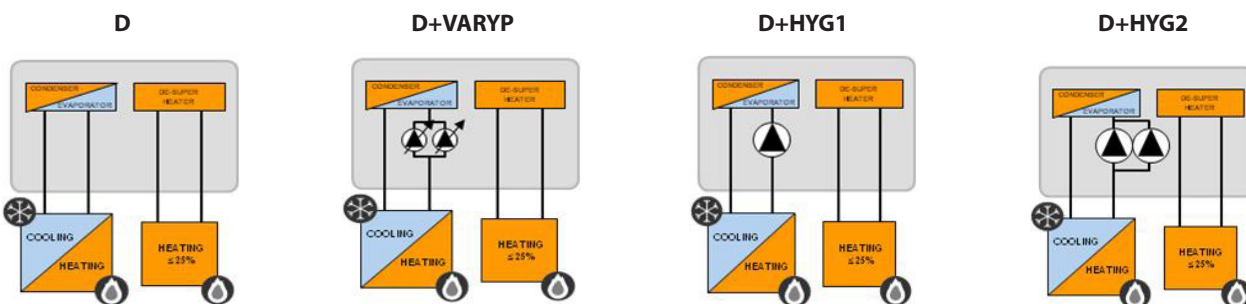 D
CONDENSER
EVAPORATOR
DE-SUPER
HEATER
COOLING
HEATING
HEATING
≤25%
D+VARYP
CONDENSER
EVAPORATOR
DE-SUPER
HEATER
COOLING
HEATING
HEATING
≤25%
D+HYG1
CONDENSER
EVAPORATOR
DE-SUPER
HEATER
COOLING
HEATING
HEATING
≤25%
D+HYG2
CONDENSER
EVAPORATOR
DE-SUPER
HEATER
COOLING
HEATING
HEATING
≤25%